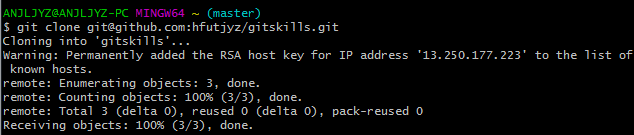 ANJLJYZ@ANJLJYZ-PC MINGW64 ~ (master)
$ git clone git@github.com:hfutjyz/gitskills.git
Cloning into 'gitskills'...
Warning: Permanently added the RSA host key for IP address '13.250.177.223' to the list of
 known hosts.
remote: Enumerating objects: 3, done.
remote: Counting objects: 100% (3/3), done.
remote: Total 3 (delta 0), reused 0 (delta 0), pack-reused 0
Receiving objects: 100% (3/3), done.